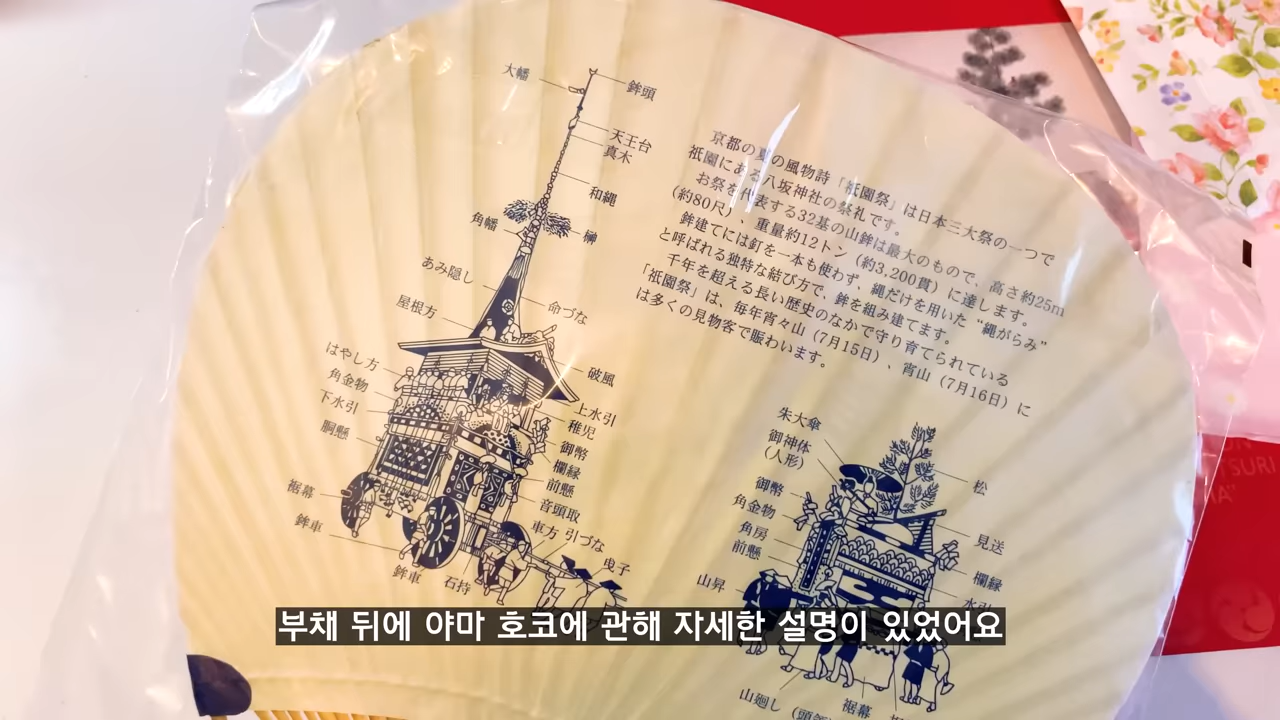 大幡
鉾頭
天王台
真木
和縄
榊
角幡
あみ隠し
命づな
屋根方
はやし方
破風
角金物
上水引
下水引
稚児
胴懸
御幣
欄縁
前懸
裾幕
音頭取
鉾車
車方
引づな
曳子
鉾車
石持
京都の夏の風物詩「祇園祭」は日本三大祭の一つで
祇園にある八坂神社の祭礼です。
お祭を代表する32基の山鉾は最大のもので、高さ約25m
（約80尺）、重量約12トン（約3,200貫）に達します。
鉾建てには釘を一本も使わず、縄だけを用いた“縄がらみ”
と呼ばれる独特な結び方で、鉾を組み建てます。
千年を超える長い歴史のなかで守り育てられている
「祇園祭」は、毎年宵々山（7月15日）、宵山（7月16日）に
は多くの見物客で賑わいます。
朱大傘
御神体
（人形）
松
御幣
角金物
見送
角房
前懸
欄縁
水引
山舁
山廻し
裾幕
TSURI
부채 뒤에 야마 호코에 관해 자세한 설명이 있었어요